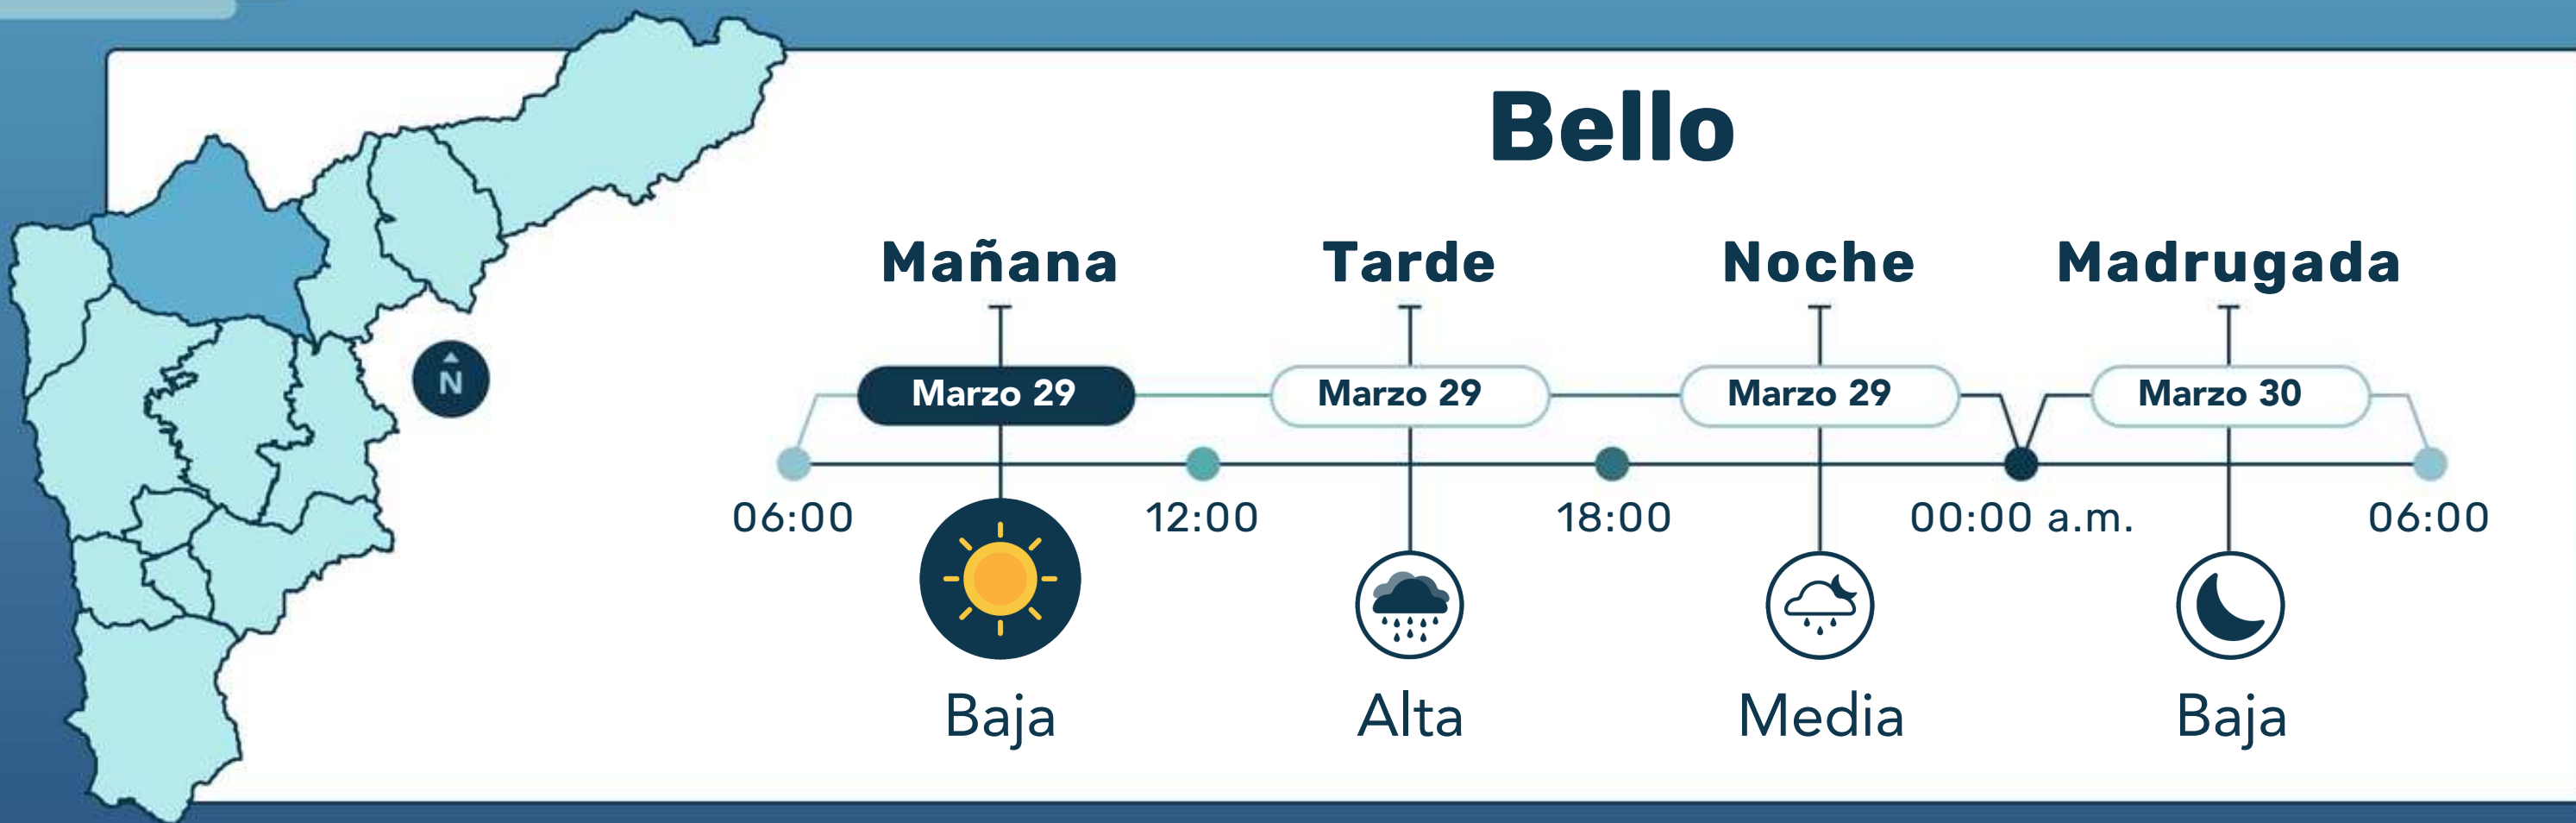 Bello
Mañana Tarde Noche Madrugada
N
Marzo 29 Marzo 29 Marzo 29 Marzo 30
06:00 12:00 18:00 00:00 a.m. 06:00
Baja Alta Media Baja